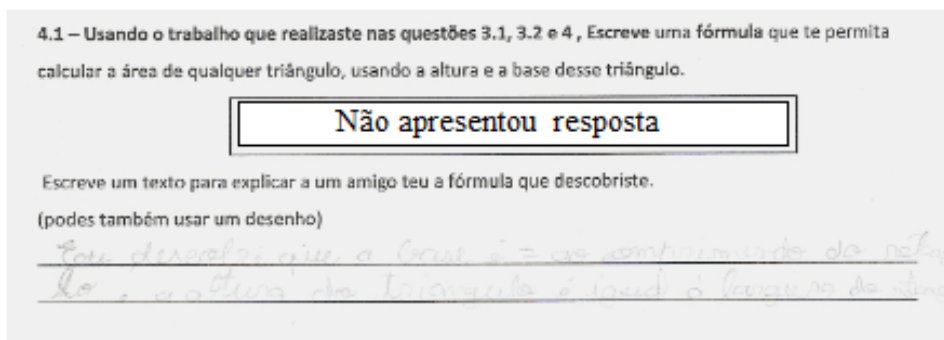 4.1 – Usando o trabalho que realizaste nas questões 3.1, 3.2 e 4 , Escreve uma fórmula que te permita
calcular a área de qualquer triângulo, usando a altura e a base desse triângulo.
Não apresentou resposta
Escreve um texto para explicar a um amigo teu a fórmula que descobriste.
(podes também usar um desenho)
Eou descobri que a base é = ao comprimendo do
lo, a altura do triangulo é igual á largura do